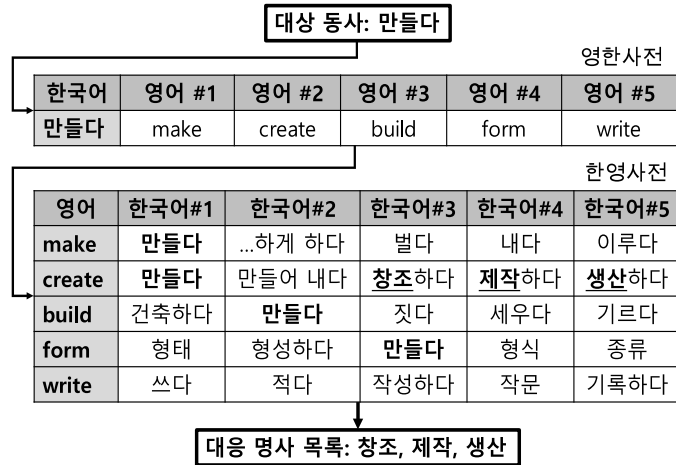 대상 동사: 만들다
영한사전
한국어 영어 #1 영어 #2 영어 #3 영어 #4 영어 #5
만들다 make create build form write
한영사전
영어 한국어#1 한국어#2 한국어#3 한국어#4 한국어#5
make 만들다 ...하게 하다 벌다 내다 이루다
create 만들다 만들어 내다 창조하다 제작하다 생산하다
build 건축하다 만들다 짓다 세우다 기르다
form 형태 형성하다 만들다 형식 종류
write 쓰다 적다 작성하다 작문 기록하다
대응 명사 목록: 창조, 제작, 생산